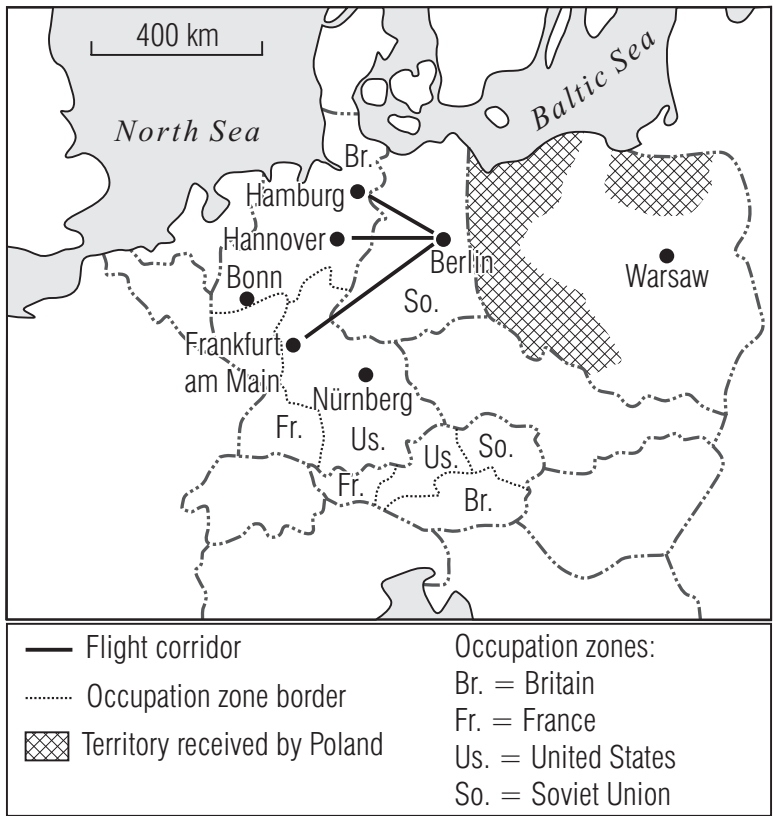 400 km
North Sea
Baltic Sea
Br.
Hamburg
Hannover
Berlin
Bonn
Warsaw
So.
Frankfurt
am Main
Nürnberg
Fr.
Us.
Us.
So.
Fr.
Br.
Flight corridor
Occupation zone border
Territory received by Poland
Occupation zones:
Br. = Britain
Fr. = France
Us. = United States
So. = Soviet Union